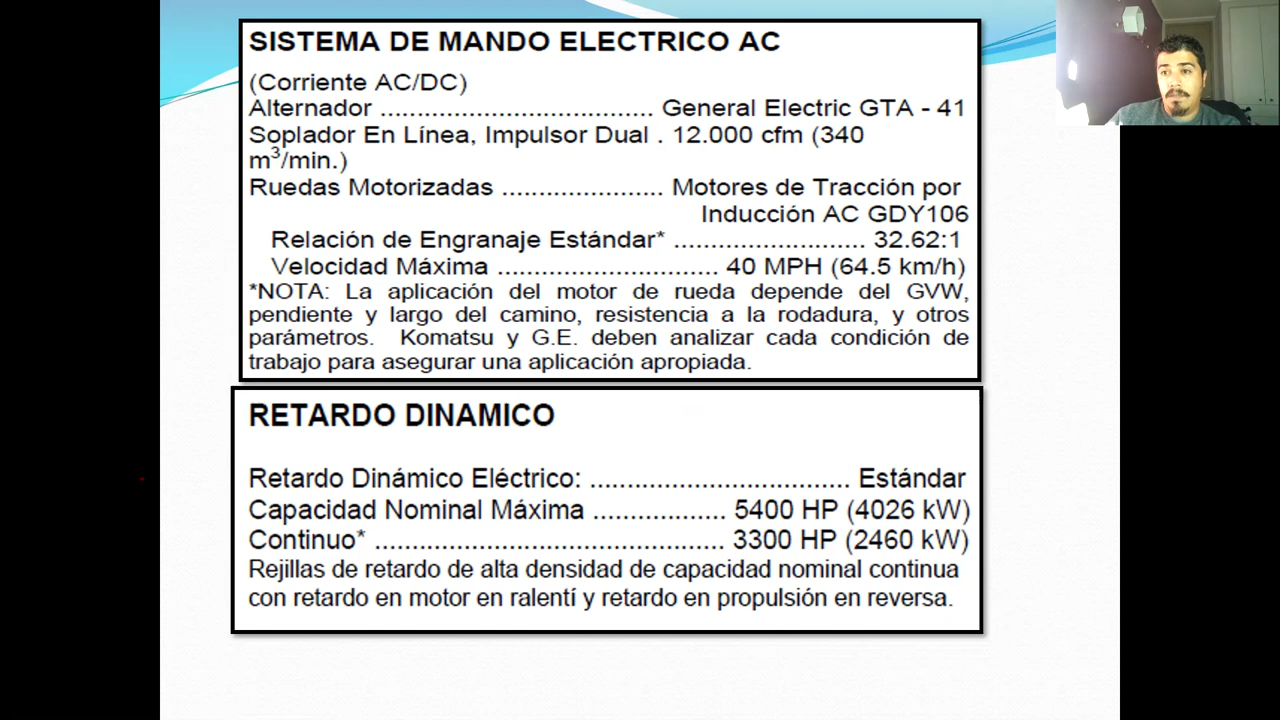 SISTEMA DE MANDO ELECTRICO AC
(Corriente AC/DC)
Alternador ..................................... General Electric GTA - 41
Soplador En Línea, Impulsor Dual . 12.000 cfm (340
m³/min.)
Ruedas Motorizadas ...................... Motores de Tracción por
Inducción AC GDY106
Relación de Engranaje Estándar* .......................... 32.62:1
Velocidad Máxima .............................. 40 MPH (64.5 km/h)
*NOTA: La aplicación del motor de rueda depende del GVW,
pendiente y largo del camino, resistencia a la rodadura, y otros
parámetros. Komatsu y G.E. deben analizar cada condición de
trabajo para asegurar una aplicación apropiada.
RETARDO DINAMICO
Retardo Dinámico Eléctrico: ................................... Estándar
Capacidad Nominal Máxima .................. 5400 HP (4026 kW)
Continuo* ............................................... 3300 HP (2460 kW)
Rejillas de retardo de alta densidad de capacidad nominal continua
con retardo en motor en ralentí y retardo en propulsión en reversa.